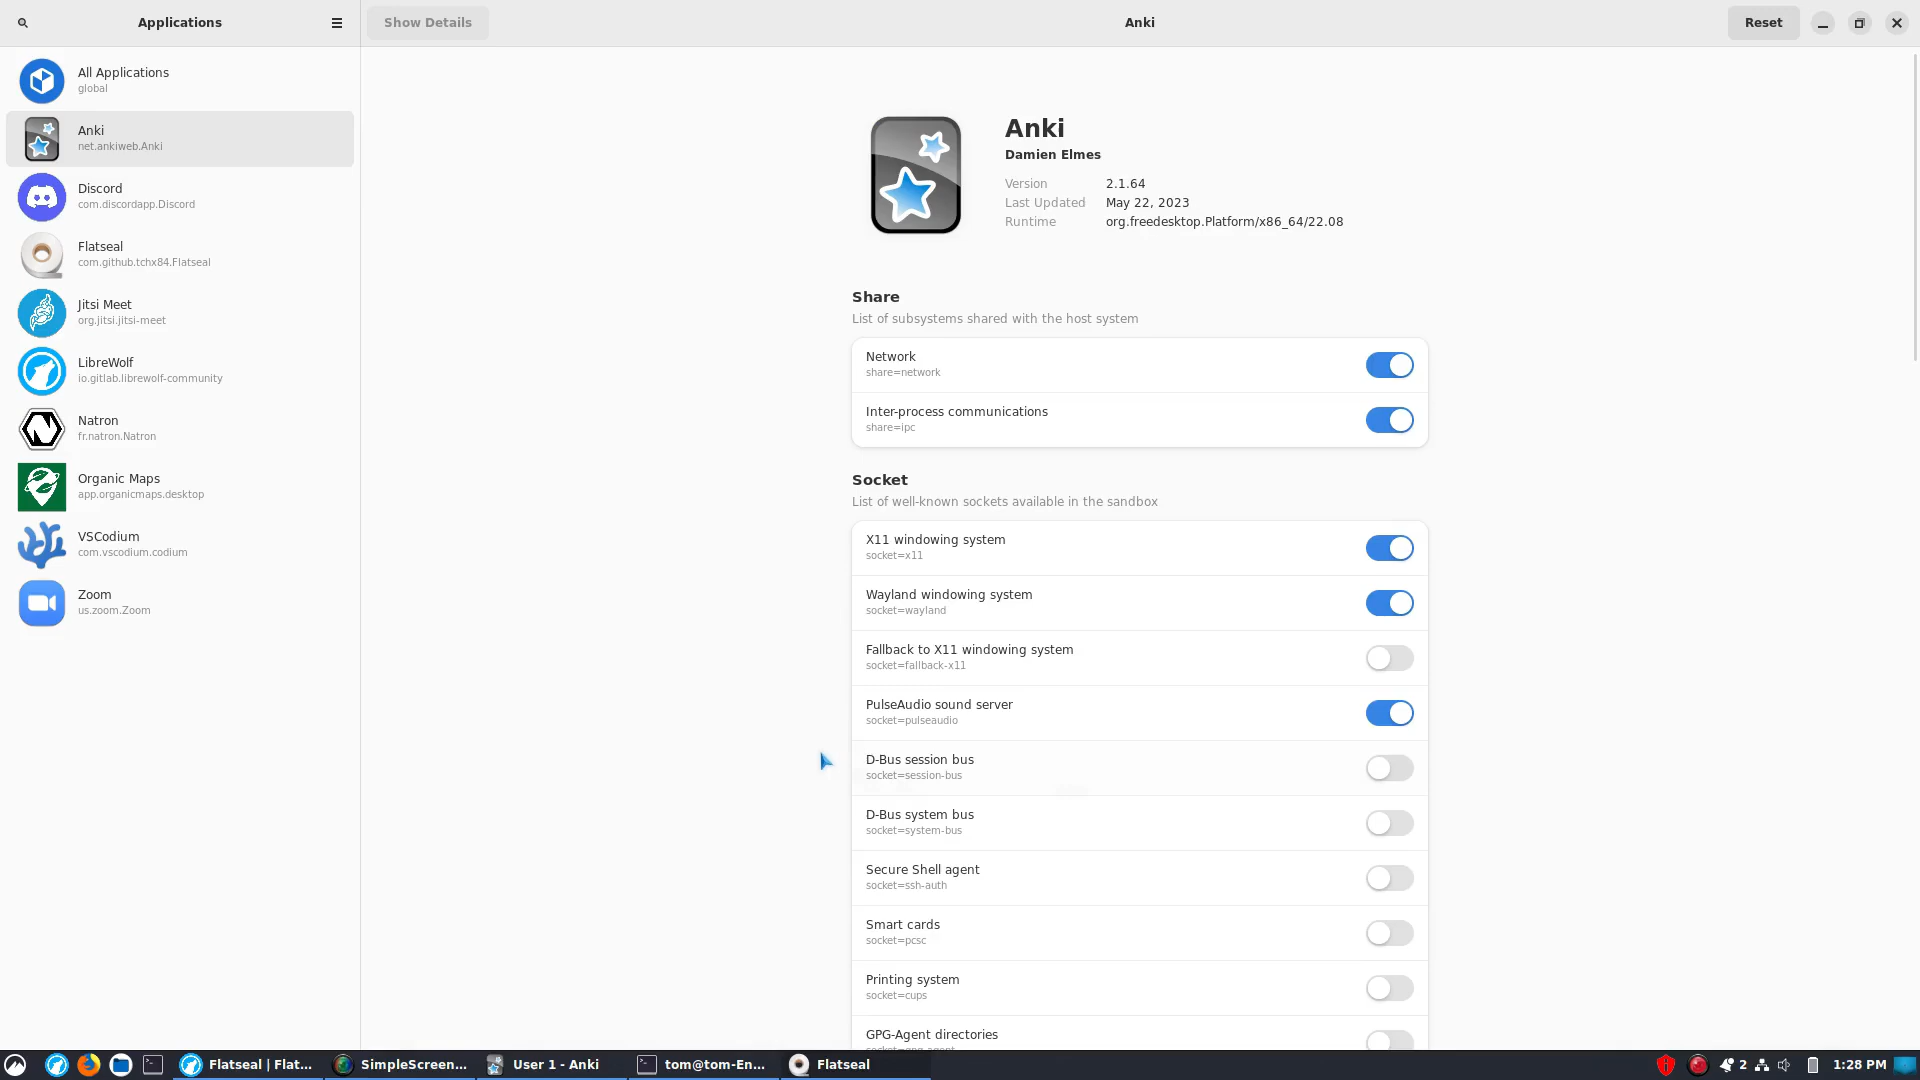 Applications
Show Details
Anki
Reset
All Applications
global
Anki
net.ankiweb.Anki
Discord
com.discordapp.Discord
Flatseal
com.github.tchx84.Flatseal
Jitsi Meet
org.jitsi.jitsi-meet
LibreWolf
io.gitlab.librewolf-community
Natron
fr.natron.Natron
Organic Maps
app.organicmaps.desktop
VSCodium
com.vscodium.codium
Zoom
us.zoom.Zoom
Anki
Damien Elmes
Version 2.1.64
Last Updated May 22, 2023
Runtime org.freedesktop.Platform/x86_64/22.08
Share
List of subsystems shared with the host system
Network
share=network
Inter-process communications
share=ipc
Socket
List of well-known sockets available in the sandbox
X11 windowing system
socket=x11
Wayland windowing system
socket=wayland
Fallback to X11 windowing system
socket=fallback-x11
PulseAudio sound server
socket=pulseaudio
D-Bus session bus
socket=session-bus
D-Bus system bus
socket=system-bus
Secure Shell agent
socket=ssh-auth
Smart cards
socket=pcsc
Printing system
socket=cups
GPG-Agent directories
Flatseal | Flat...
SimpleScreen...
User 1 - Anki
tom@tom-En...
Flatseal
2
1:28 PM